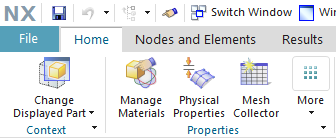 NX Switch Window Win
File Home Nodes and Elements Results
Change Displayed Part Manage Materials Physical Properties Mesh Collector More
Context Properties